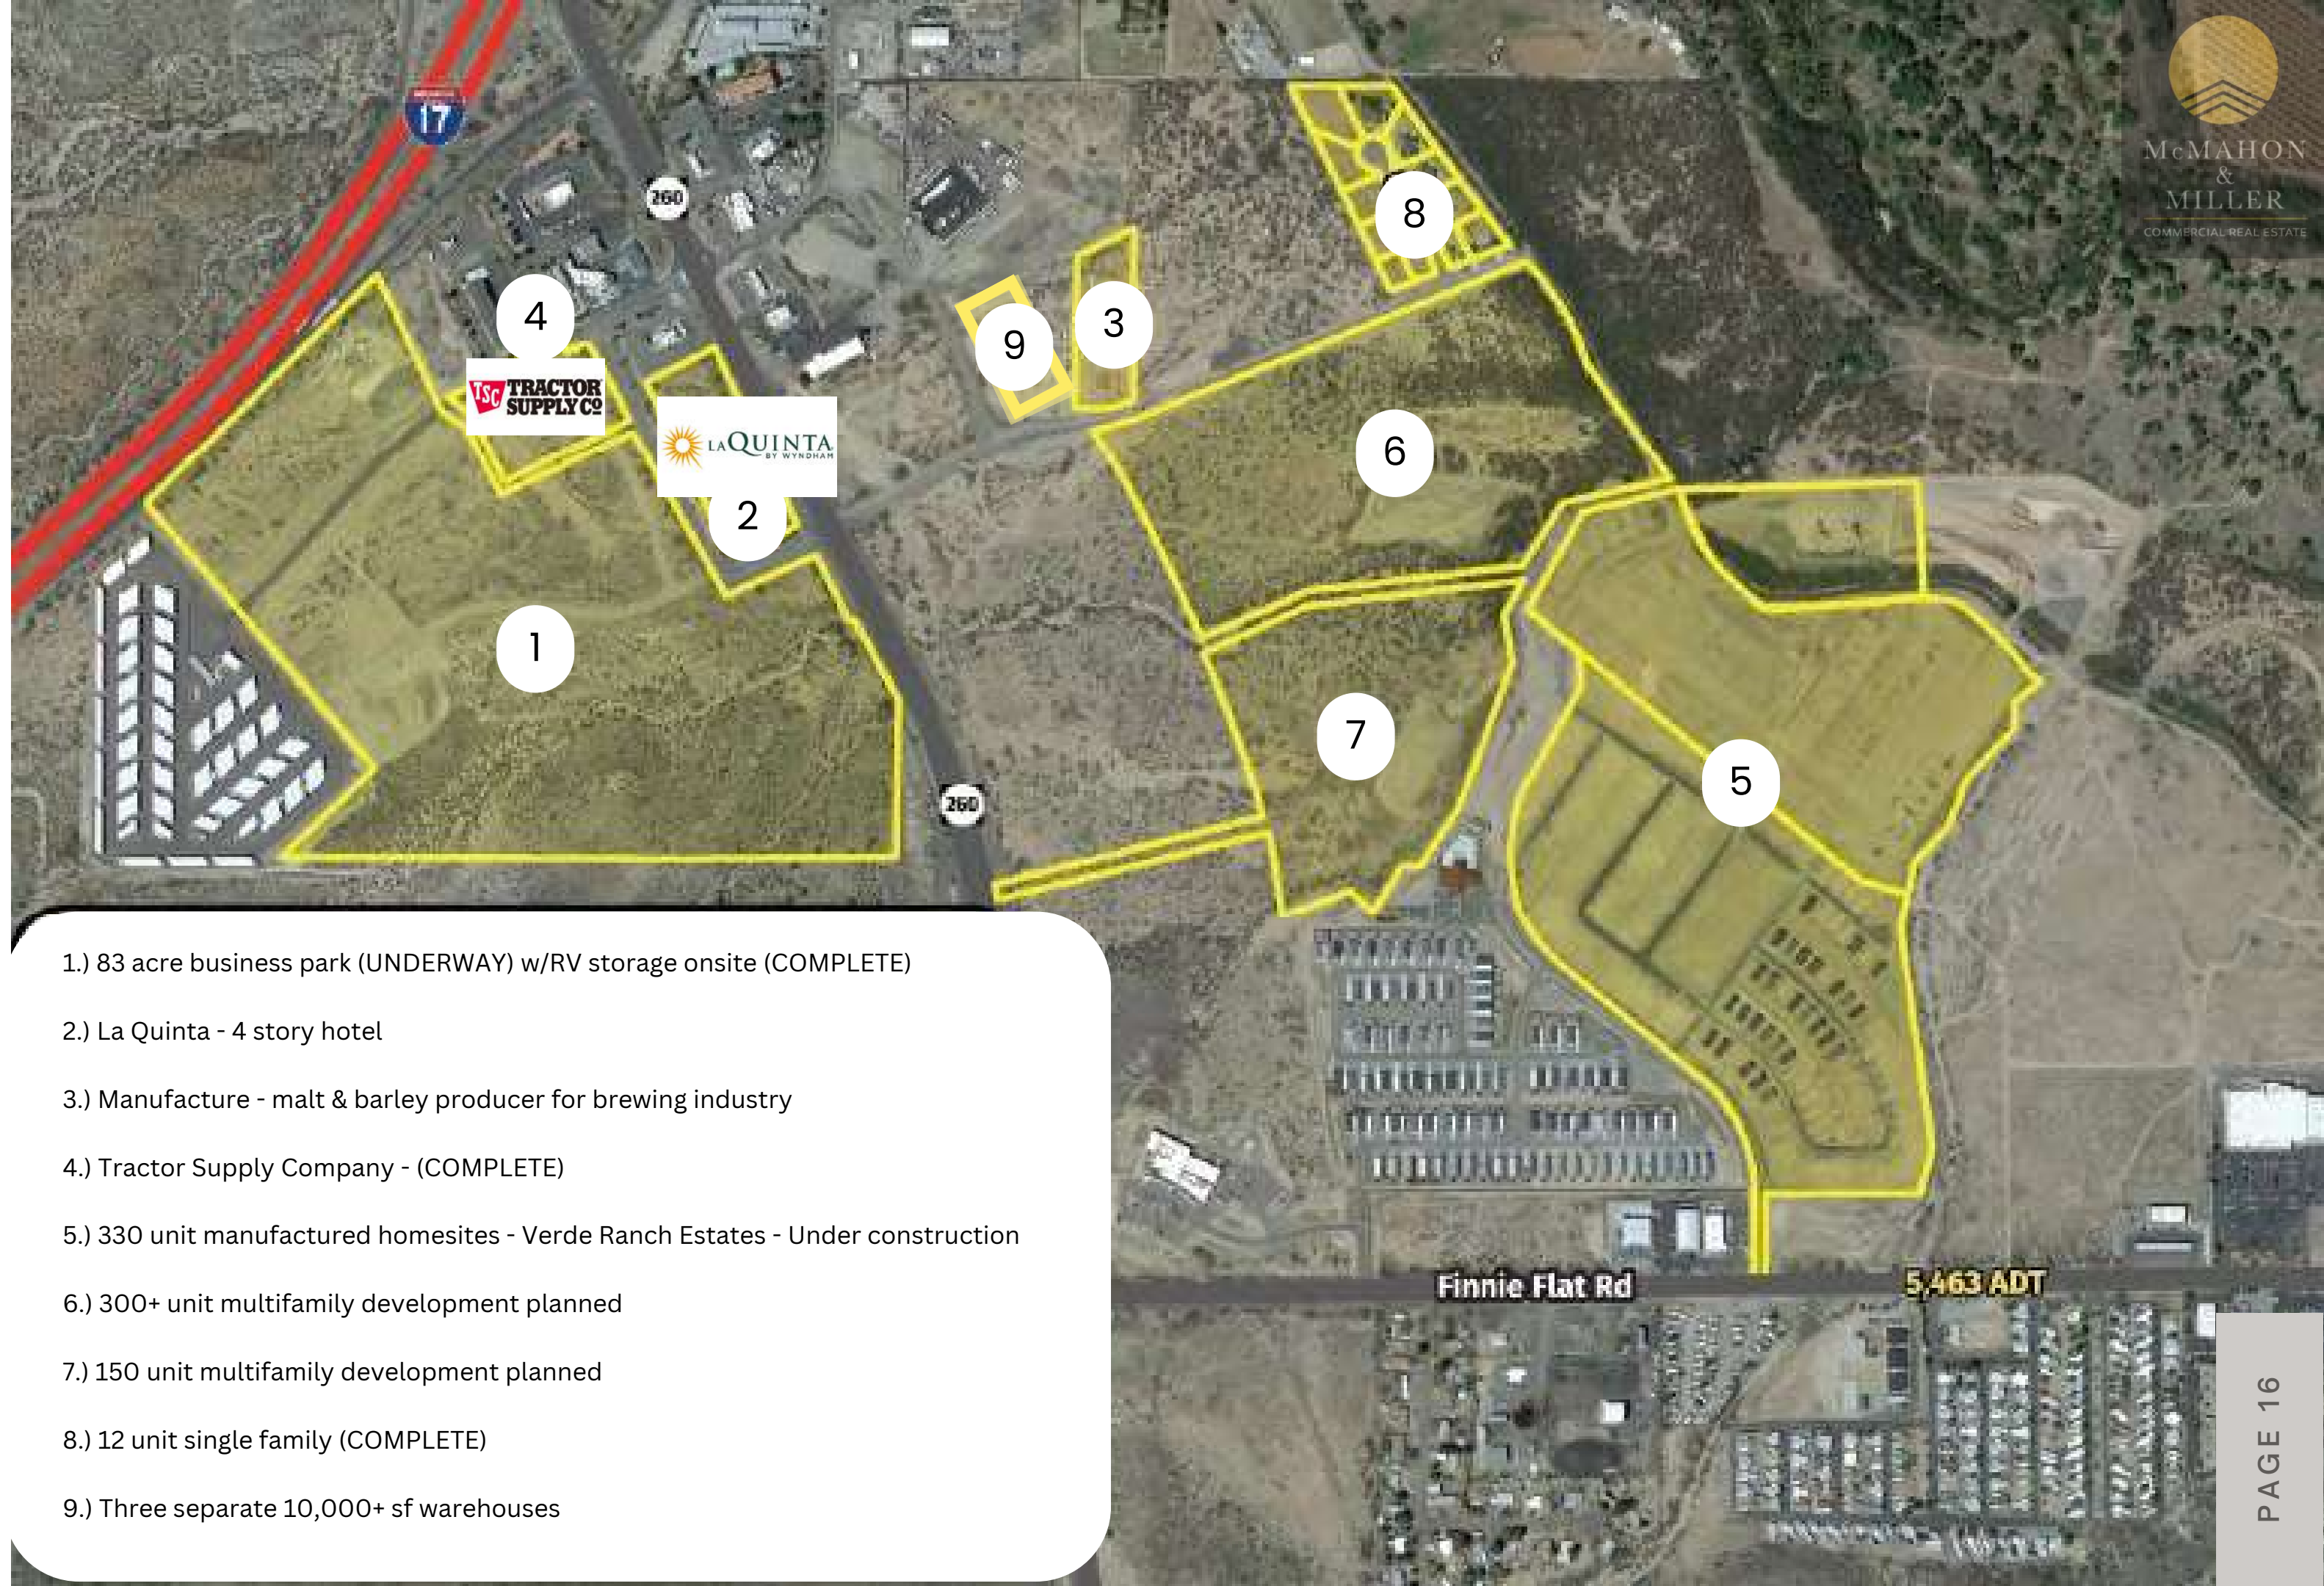 17
260
McMAHON
&
MILLER
COMMERCIAL REAL ESTATE
8
4
3
9
TSC TRACTOR
SUPPLY CO
LAQUINTA
BY WYNDHAM
6
2
1
7
5
260
1.) 83 acre business park (UNDERWAY) w/RV storage onsite (COMPLETE)
2.) La Quinta - 4 story hotel
3.) Manufacture - malt & barley producer for brewing industry
4.) Tractor Supply Company - (COMPLETE)
5.) 330 unit manufactured homesites - Verde Ranch Estates - Under construction
6.) 300+ unit multifamily development planned
7.) 150 unit multifamily development planned
8.) 12 unit single family (COMPLETE)
9.) Three separate 10,000+ sf warehouses
Finnie Flat Rd
5,463 ADT
PAGE 16